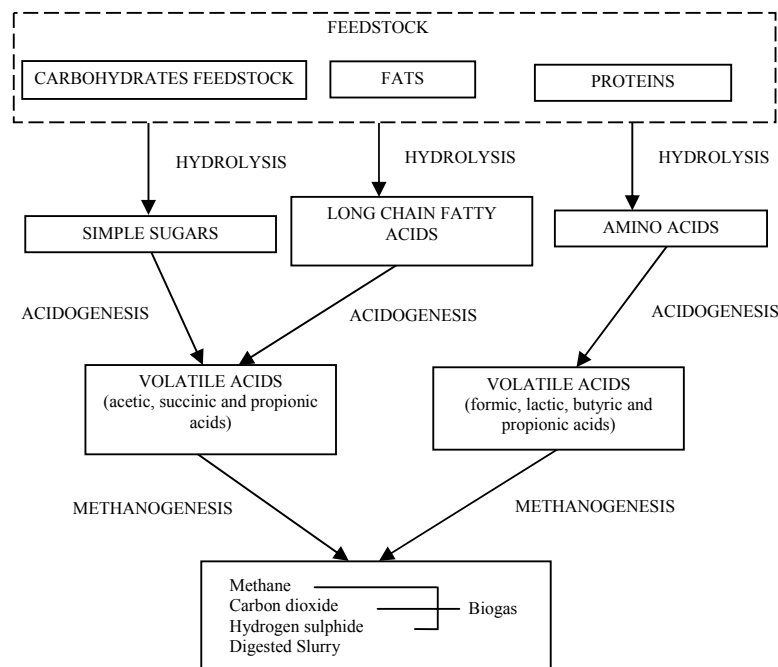 FEEDSTOCK
CARBOHYDRATES FEEDSTOCK
FATS
PROTEINS
HYDROLYSIS
HYDROLYSIS
HYDROLYSIS
SIMPLE SUGARS
LONG CHAIN FATTY
ACIDS
AMINO ACIDS
ACIDOGENESIS
ACIDOGENESIS
ACIDOGENESIS
VOLATILE ACIDS
(acetic, succinic and propionic
acids)
VOLATILE ACIDS
(formic, lactic, butyric and
propionic acids)
METHANOGENESIS
METHANOGENESIS
Methane
Carbon dioxide
Biogas
Hydrogen sulphide
Digested Slurry